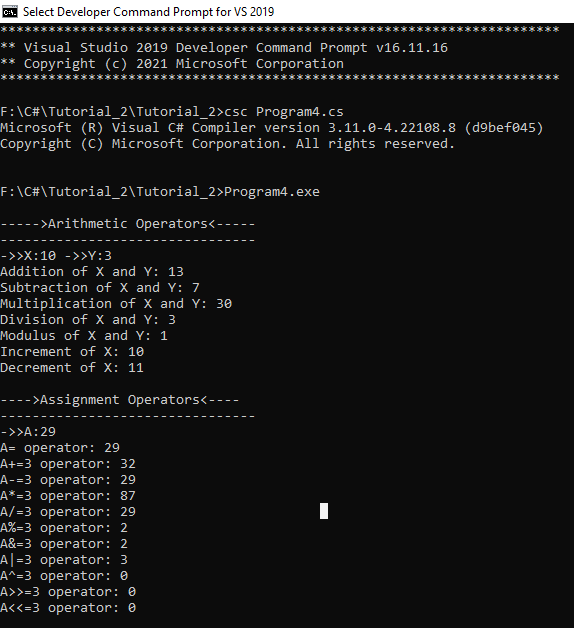 Select Developer Command Prompt for VS 2019
**********************************************************************
** Visual Studio 2019 Developer Command Prompt v16.11.16
** Copyright (c) 2021 Microsoft Corporation
**********************************************************************
F:\C#\Tutorial_2\Tutorial_2>csc Program4.cs
Microsoft (R) Visual C# Compiler version 3.11.0-4.22108.8 (d9bef045)
Copyright (C) Microsoft Corporation. All rights reserved.
F:\C#\Tutorial_2\Tutorial_2>Program4.exe
----->Arithmetic Operators<-----
--------------------------------
->>X:10 ->>Y:3
Addition of X and Y: 13
Subtraction of X and Y: 7
Multiplication of X and Y: 30
Division of X and Y: 3
Modulus of X and Y: 1
Increment of X: 10
Decrement of X: 11
---->Assignment Operators<----
--------------------------------
->>A:29
A= operator: 29
A+=3 operator: 32
A-=3 operator: 29
A*=3 operator: 87
A/=3 operator: 29
A%=3 operator: 2
A&=3 operator: 2
A|=3 operator: 3
A^=3 operator: 0
A>>=3 operator: 0
A<<=3 operator: 0